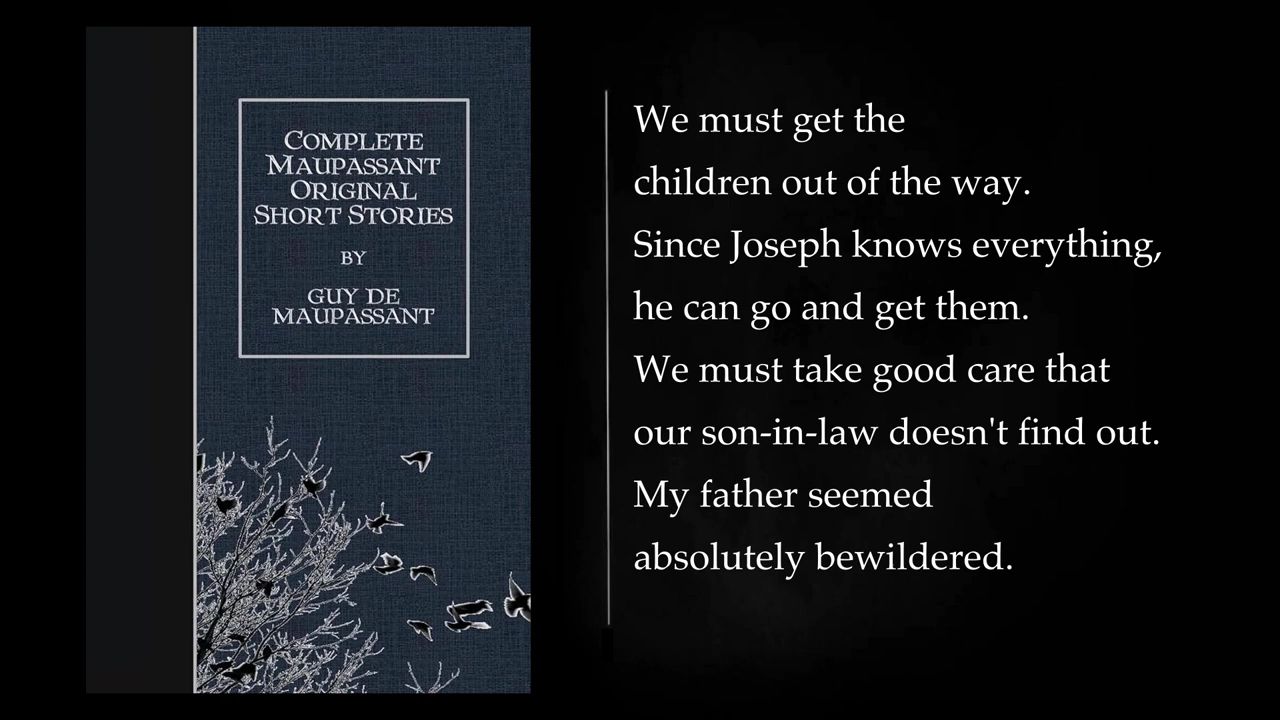 COMPLETE
MAUPASSANT
ORIGINAL
SHORT STORIES
BY
GUY DE
MAUPASSANT
We must get the
children out of the way.
Since Joseph knows everything,
he can go and get them.
We must take good care that
our son-in-law doesn't find out.
My father seemed
absolutely bewildered.